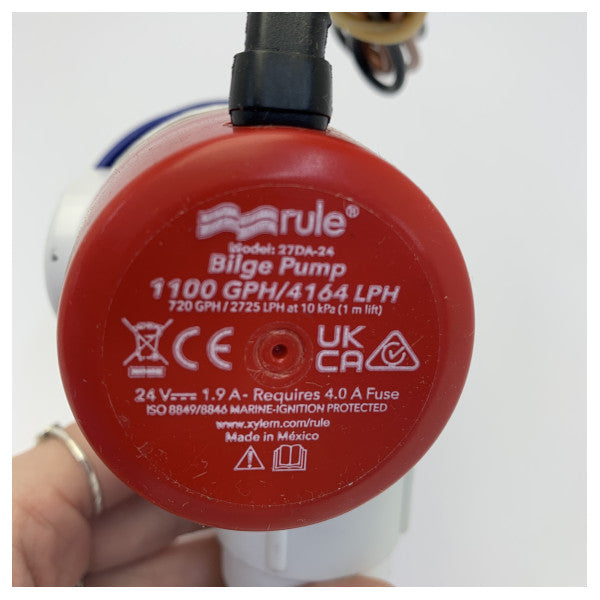 rule®
Model: 27DA-24
Bilge Pump
1100 GPH/4164 LPH
720 GPH / 2725 LPH at 10 kPa (1 m lift)
CE UK CA
24 V 1.9 A- Requires 4.0 A Fuse
ISO 8849/8846 MARINE-IGNITION PROTECTED
www.xylem.com/rule
Made in México